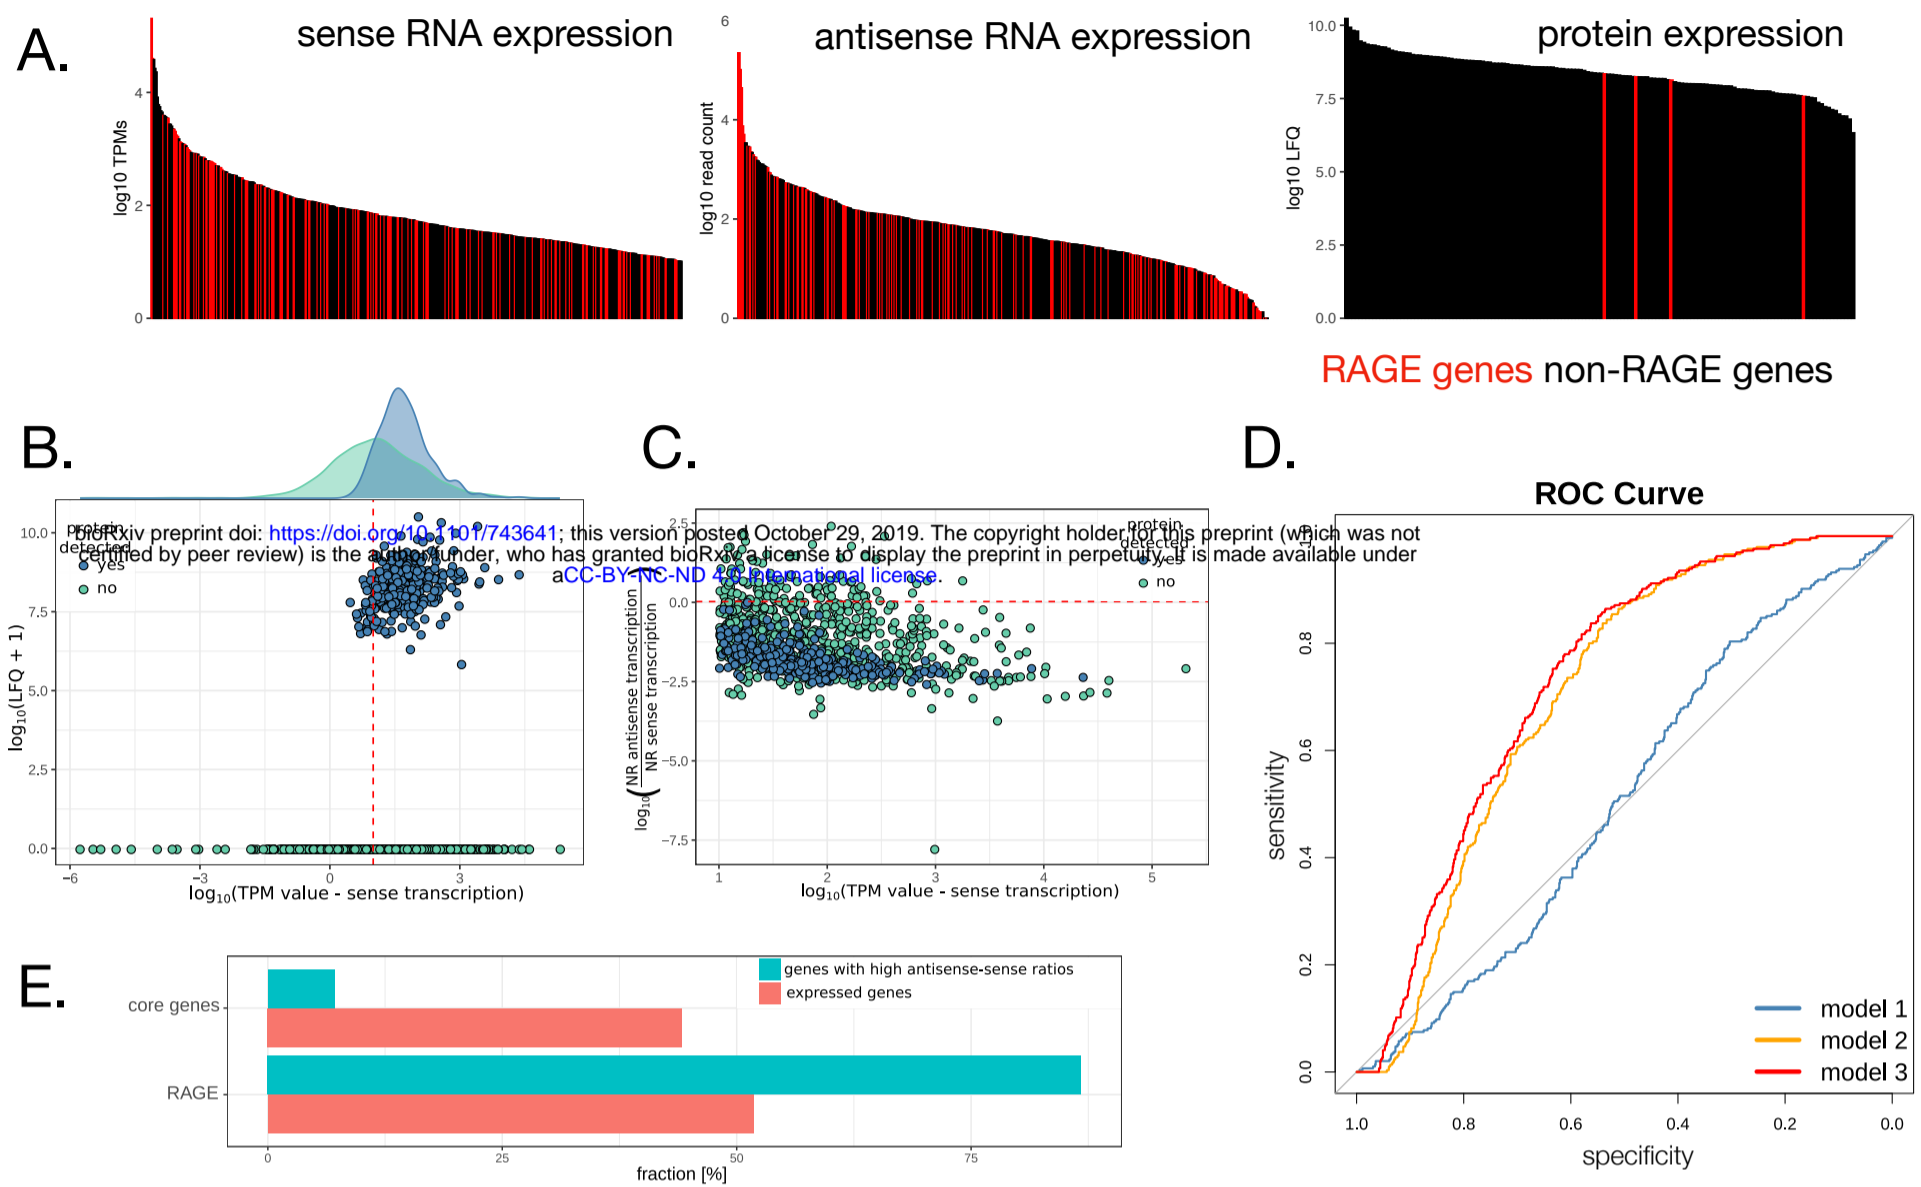 A.
sense RNA expression
antisense RNA expression
protein expression
log10 TPMs
4
2
0
log10 read count
6
4
2
0
log10 LFQ
10.0
7.5
5.0
2.5
0.0
RAGE genes non-RAGE genes
B.
C.
D.
bioRxiv preprint doi: https://doi.org/10.1101/743641; this version posted October 29, 2019. The copyright holder for this preprint (which was not
certified by peer review) is the author/funder, who has granted bioRxiv a license to display the preprint in perpetuity. It is made available under
aCC-BY-NC-ND 4.0 International license.
protein
detected
yes
no
log10(LFQ + 1)
10.0
7.5
5.0
2.5
0.0
−6
−3
0
3
log10(TPM value - sense transcription)
protein
detected
yes
no
log10(NR antisense transcription
NR sense transcription
2.5
0.0
−2.5
−5.0
−7.5
1
2
3
4
5
log10(TPM value - sense transcription)
ROC Curve
sensitivity
1.0
0.8
0.6
0.4
0.2
0.0
model 1
model 2
model 3
1.0
0.8
0.6
0.4
0.2
0.0
specificity
E.
genes with high antisense-sense ratios
expressed genes
core genes
RAGE
0
25
50
75
fraction [%]